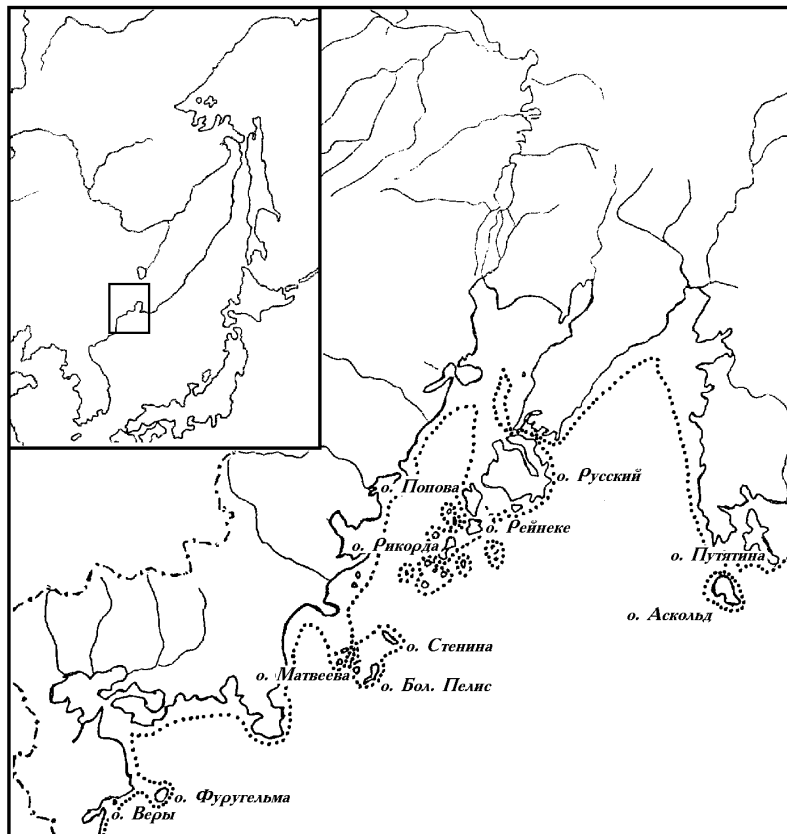 о. Попова
о. Русский
о. Рейнеке
о. Рикорда
о. Путятина
о. Аскольд
о. Стенина
о. Матвеева
о. Бол. Пелис
о. Фуругельма
о. Веры